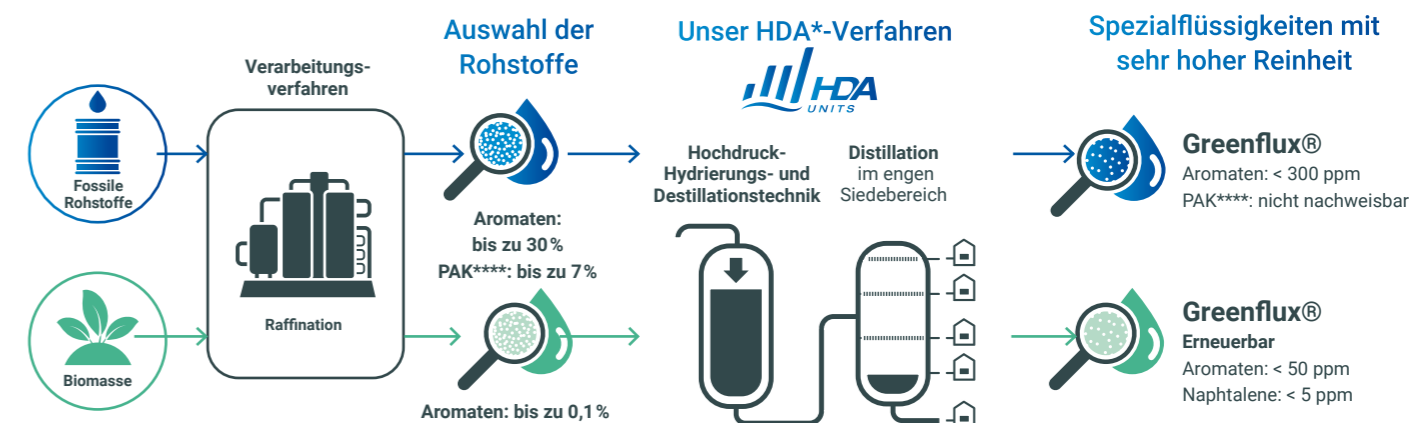 Fossile
Rohstoffe
Biomasse
Verarbeitungs-
verfahren
Raffination
Auswahl der
Rohstoffe
Aromaten:
bis zu 30%
PAK****: bis zu 7%
Aromaten: bis zu 0,1%
Unser HDA*-Verfahren
HDA
UNITS
Hochdruck-
Hydrierungs- und
Destillationstechnik
Distillation
im engen
Siedebereich
Spezialflüssigkeiten mit
sehr hoher Reinheit
Greenflux®
Aromaten: < 300 ppm
PAK****: nicht nachweisbar
Greenflux®
Erneuerbar
Aromaten: < 50 ppm
Naphtalene: < 5 ppm